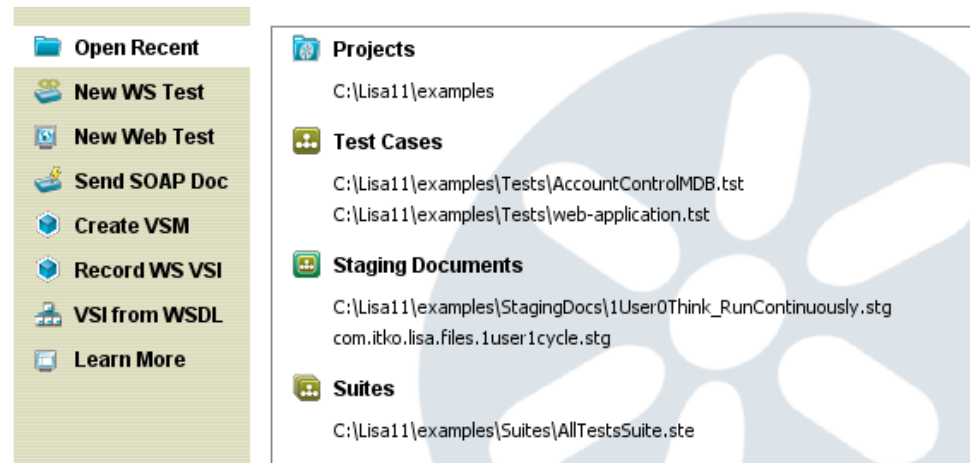 Open Recent
New WS Test
New Web Test
Send SOAP Doc
Create VSM
Record WS VSI
VSI from WSDL
Learn More
Projects
C:\Lisa11\examples
Test Cases
C:\Lisa11\examples\Tests\AccountControlMDB.tst
C:\Lisa11\examples\Tests\web-application.tst
Staging Documents
C:\Lisa11\examples\StagingDocs\1User0Think_RunContinuously.stg
com.itko.lisa.files.1user1cycle.stg
Suites
C:\Lisa11\examples\Suites\AllTestsSuite.ste